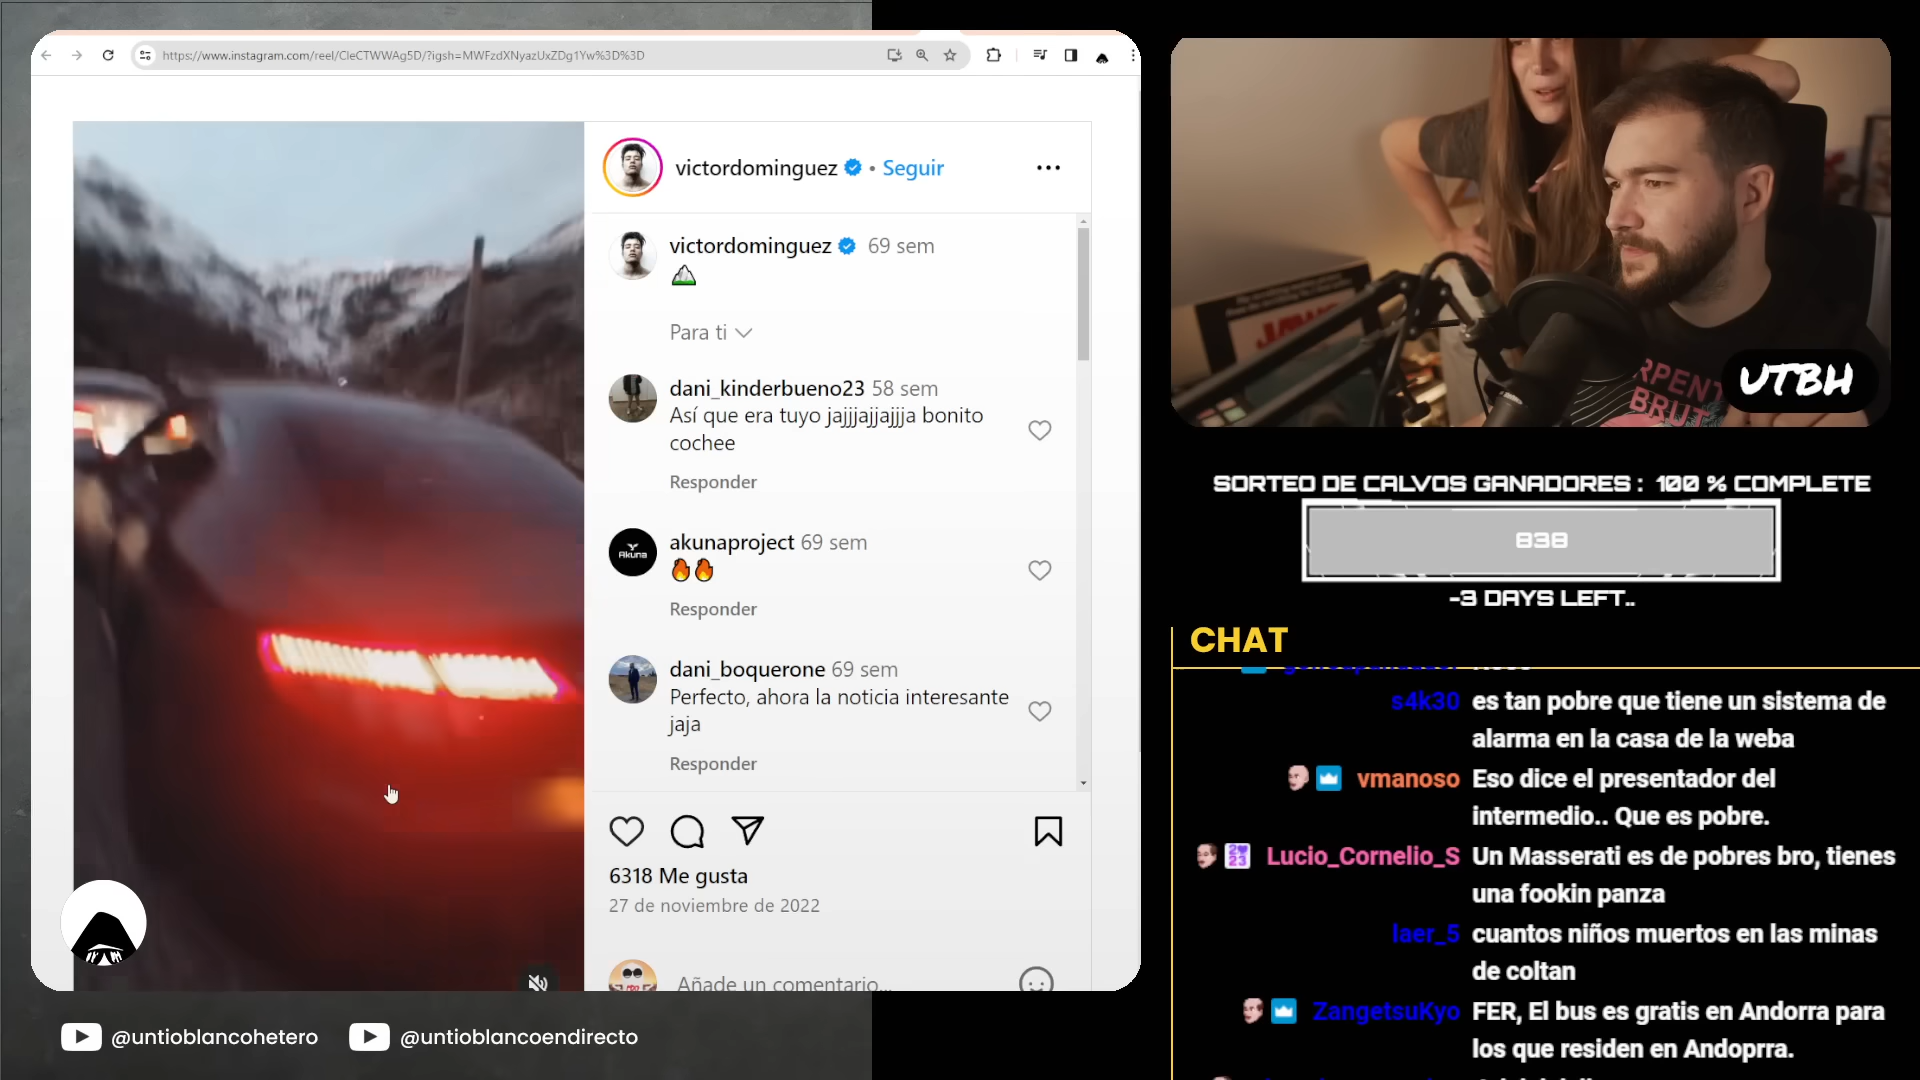 https://www.instagram.com/reel/CleCTWWAg5D/?igsh=MWFzdXNyazUxZDg1Yw%3D%3D
victordominguez • Seguir
victordominguez 69 sem
Para ti
dani_kinderbueno23 58 sem
Así que era tuyo jajjjajjajjja bonito
cochee
Responder
Akuna
akunaproject 69 sem
Responder
dani_boquerone 69 sem
Perfecto, ahora la noticia interesante
jaja
Responder
6318 Me gusta
27 de noviembre de 2022
Añade un comentario...
@untioblancohetero
@untioblancoendirecto
JAWS
RPENT
BRUT
UTBH
SORTEO DE CALVOS GANADORES : 100 % COMPLETE
838
-3 DAYS LEFT..
CHAT
s4k30 es tan pobre que tiene un sistema de
alarma en la casa de la weba
vmanoso Eso dice el presentador del
intermedio.. Que es pobre.
Lucio_Cornelio_S Un Masserati es de pobres bro, tienes
una fookin panza
laer_5 cuantos niños muertos en las minas
de coltan
ZangetsuKyo FER, El bus es gratis en Andorra para
los que residen en Andoprra.